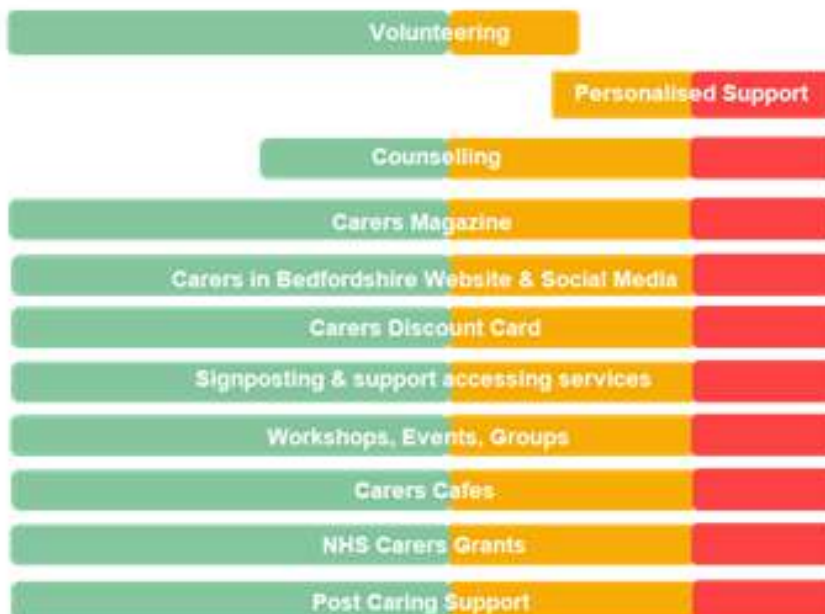 Volunteering
Personalised Support
Counselling
Carers Magazine
Carers in Bedfordshire Website & Social Media
Carers Discount Card
Signposting & support accessing services
Workshops, Events, Groups
Carers Cafes
NHS Carers Grants
Post Caring Support